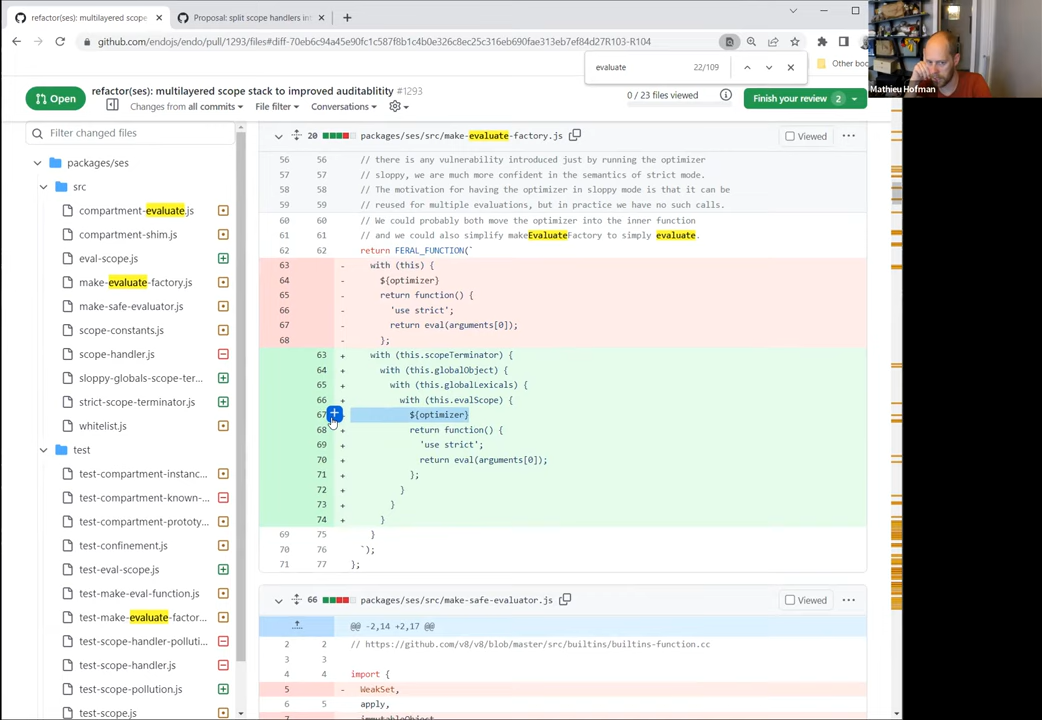 refactor(ses): multilayered scope
Proposal: split scope handlers in
github.com/endojs/endo/pull/1293/files#diff-70eb6c94a45e90fc1c587f8b1c4b0e326c8ec25c316eb690fae313eb7ef84d27R103-R104
Other boo
evaluate
22/109
Mathieu Hofman
refactor(ses): multilayered scope stack to improved auditabltity #1293
Open
Changes from all commits
File filter
Conversations
0 / 23 files viewed
Finish your review 2
Filter changed files
packages/ses
src
compartment-evaluate.js
compartment-shim.js
eval-scope.js
make-evaluate-factory.js
make-safe-evaluator.js
scope-constants.js
scope-handler.js
sloppy-globals-scope-ter...
strict-scope-terminator.js
whitelist.js
test
test-compartment-instanc...
test-compartment-known-...
test-compartment-prototy...
test-confinement.js
test-eval-scope.js
test-make-eval-function.js
test-make-evaluate-factor...
test-scope-handler-polluti...
test-scope-handler.js
test-scope-pollution.js
test-scope.js
20 packages/ses/src/make-evaluate-factory.js
Viewed
56 56 // there is any vulnerability introduced just by running the optimizer
57 57 // sloppy, we are much more confident in the semantics of strict mode.
58 58 // The motivation for having the optimizer in sloppy mode is that it can be
59 59 // reused for multiple evaluations, but in practice we have no such calls.
60 60 // We could probably both move the optimizer into the inner function
61 61 // and we could also simplify makeEvaluateFactory to simply evaluate.
62 62 return FERAL_FUNCTION(`
63 - with (this) {
64 - ${optimizer}
65 - return function() {
66 - 'use strict';
67 - return eval(arguments[0]);
68 - };
63 + with (this.scopeTerminator) {
64 + with (this.globalObject) {
65 + with (this.globalLexicals) {
66 + with (this.evalScope) {
67 + ${optimizer}
68 + return function() {
69 + 'use strict';
70 + return eval(arguments[0]);
71 + };
72 + }
73 + }
74 + }
69 75 }
70 76 `);
71 77 };
66 packages/ses/src/make-safe-evaluator.js
Viewed
@@ -2,14 +2,17 @@
2 2 // https://github.com/v8/v8/blob/master/src/builtins/builtins-function.cc
3 3
4 4 import {
5 - WeakSet,
6 5 apply,
7 - immutableObject,